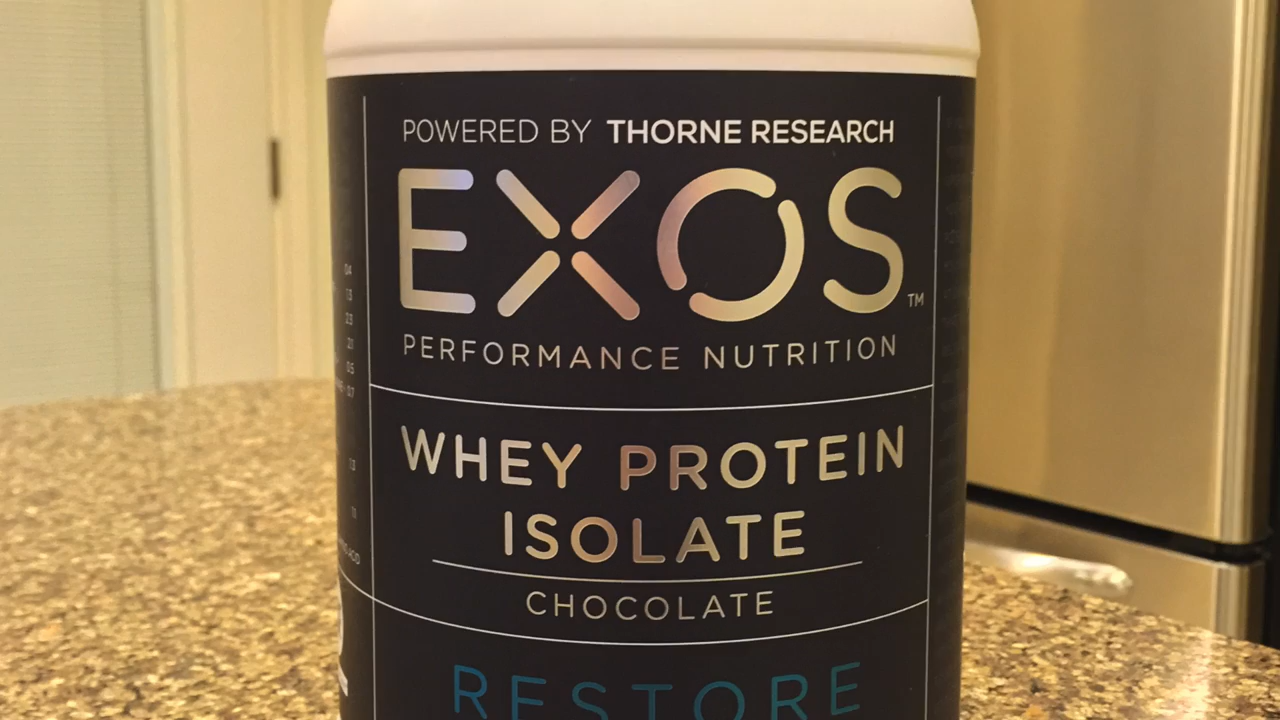 POWERED BY THORNE RESEARCH
EXOS™
PERFORMANCE NUTRITION
WHEY PROTEIN
ISOLATE
CHOCOLATE
RESTORE